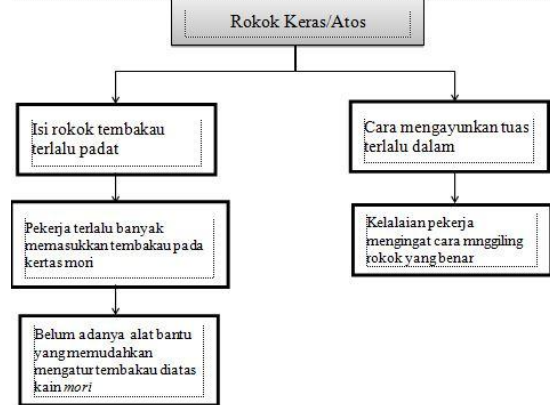 Rokok Keras/Atos
Isi rokok tembakau
terlalu padat
Cara mengayunkan tuas
terlalu dalam
Pekerja terlalu banyak
memasukkan tembakau pada
kertas mori
Kelalaian pekerja
mengingat cara mnggiling
rokok yang benar
Belum adanya alat bantu
yang memudahkan
mengatur tembakau diatas
kain mori